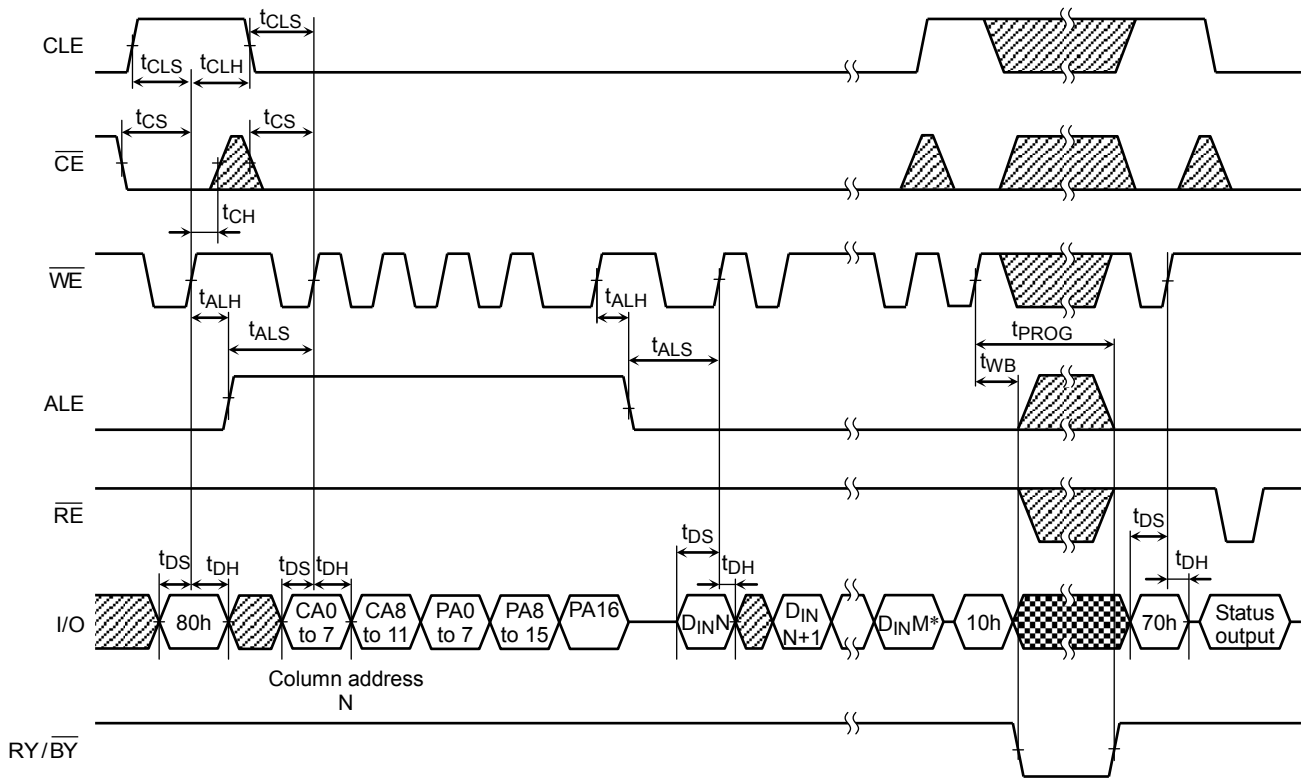 tCLS
CLE
tCLS tCLH
tCS tCS
CE
tCH
WE
tALH tALH
tALS tALS tPROG
tWB
ALE
RE
tDS tDH tDS tDH tDS tDH tDS tDH
I/O
80h
CA0 to 7
CA8 to 11
PA0 to 7
PA8 to 15
PA16
DINN
DIN N+1
DINM*
10h
70h
Status output
Column address
N
RY/BY